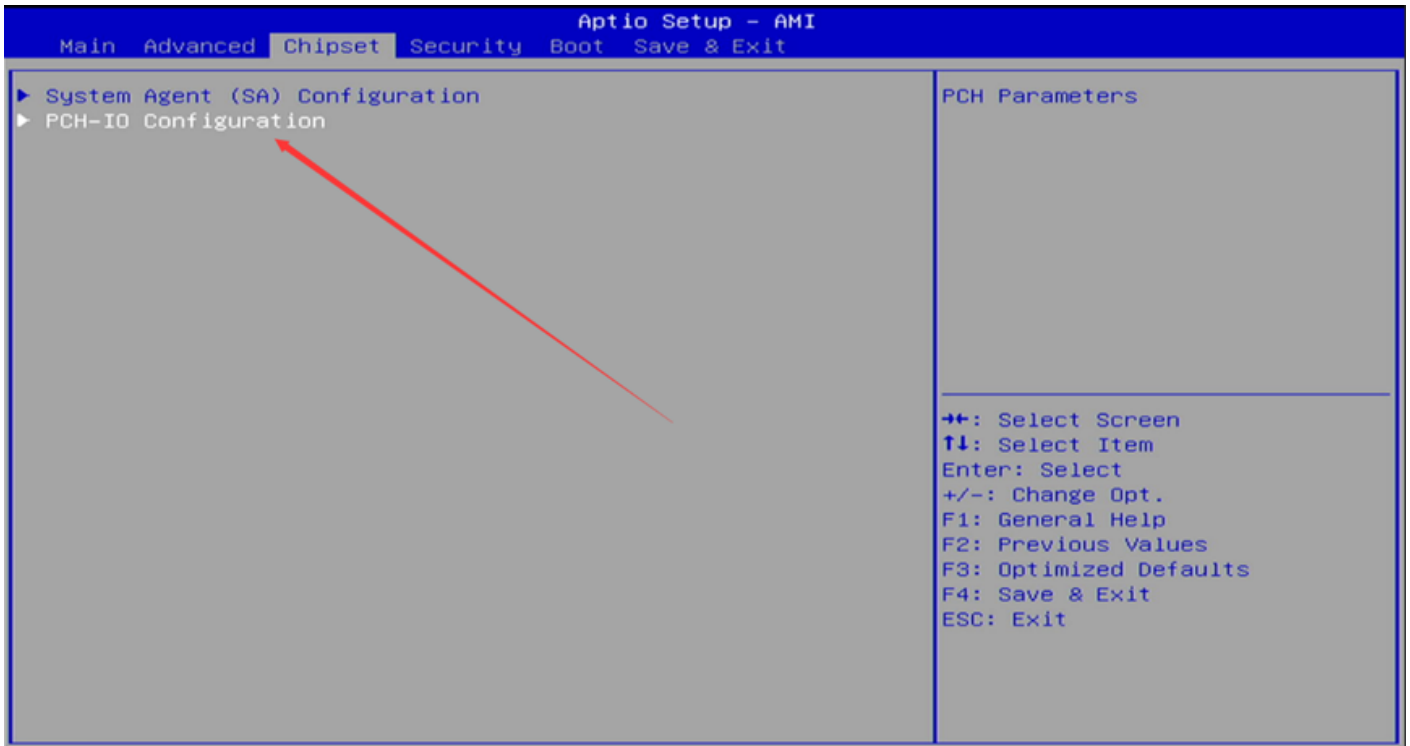 Aptio Setup - AMI
Main Advanced Chipset Security Boot Save & Exit
System Agent (SA) Configuration
PCH-IO Configuration
PCH Parameters
→←: Select Screen
↑↓: Select Item
Enter: Select
+/-: Change Opt.
F1: General Help
F2: Previous Values
F3: Optimized Defaults
F4: Save & Exit
ESC: Exit